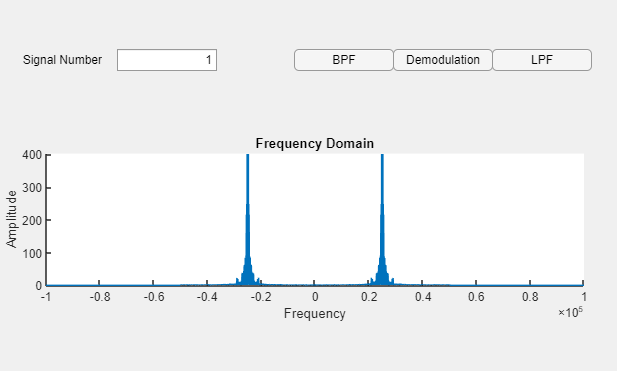 Signal Number 1 BPF Demodulation LPF
Frequency Domain
400
300
200
100
0
Amplitude
-1 -0.8 -0.6 -0.4 -0.2 0 0.2 0.4 0.6 0.8 1
Frequency ×10⁵